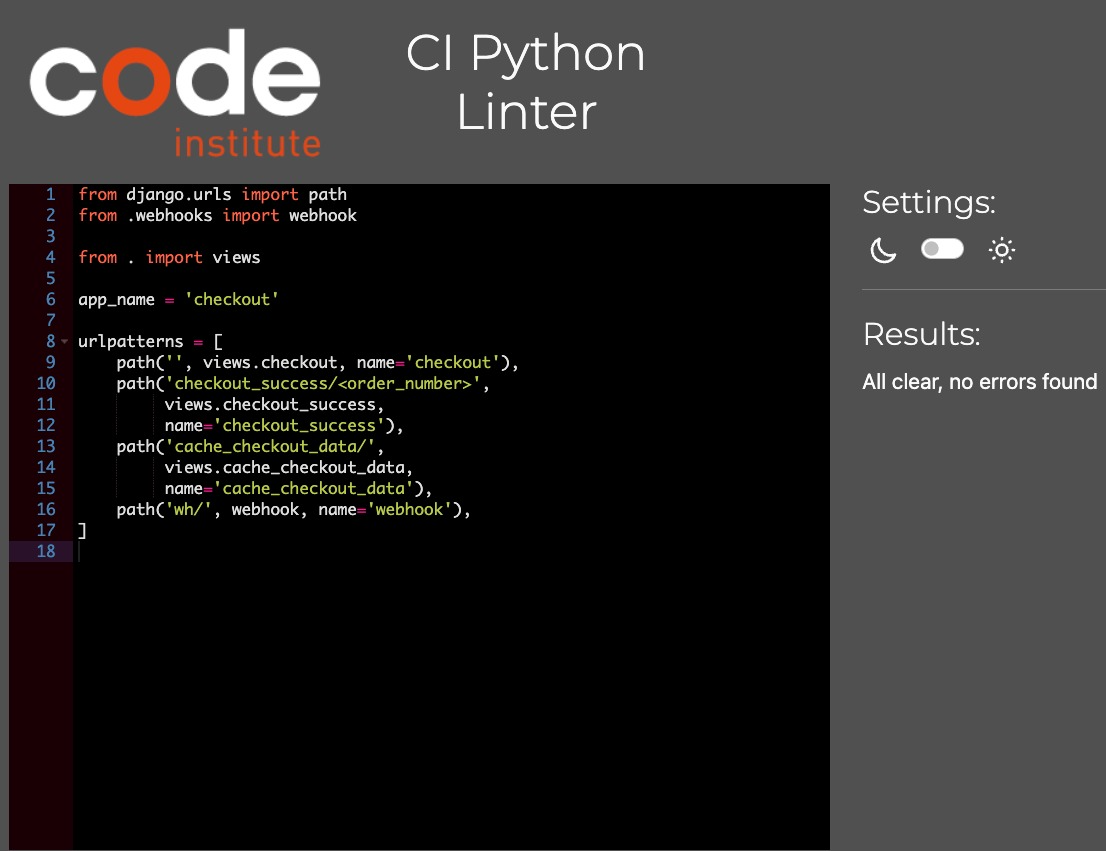 code
institute
CI Python
Linter
1 from django.urls import path
2 from .webhooks import webhook
3
4 from . import views
5
6 app_name = 'checkout'
7
8 urlpatterns = [
9     path('', views.checkout, name='checkout'),
10     path('checkout_success/<order_number>',
11          views.checkout_success,
12          name='checkout_success'),
13     path('cache_checkout_data/',
14          views.cache_checkout_data,
15          name='cache_checkout_data'),
16     path('wh/', webhook, name='webhook'),
17 ]
18
Settings:
Results:
All clear, no errors found